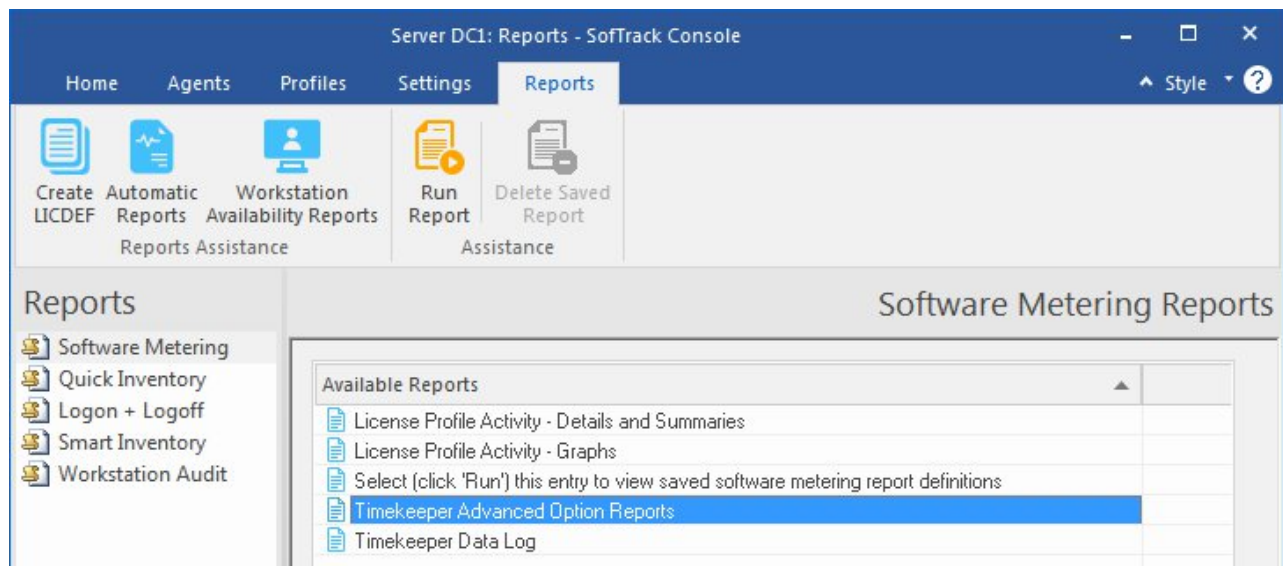 Server DC1: Reports - SofTrack Console
Home Agents Profiles Settings Reports Style ?
Create Automatic Workstation Run Delete Saved
LICDEF Reports Availability Reports Report Report
Reports Assistance Assistance
Reports Software Metering Reports
Software Metering
Quick Inventory
Logon + Logoff
Smart Inventory
Workstation Audit
Available Reports
License Profile Activity - Details and Summaries
License Profile Activity - Graphs
Select (click 'Run') this entry to view saved software metering report definitions
Timekeeper Advanced Option Reports
Timekeeper Data Log